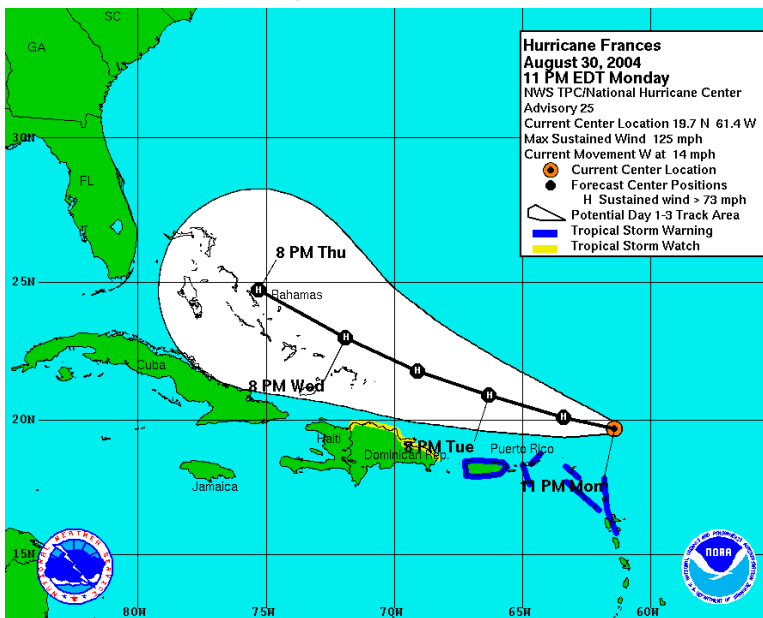 SC
GA
Hurricane Frances
August 30, 2004
11 PM EDT Monday
NWS TPC/National Hurricane Center
Advisory 25
Current Center Location 19.7 N 61.4 W
Max Sustained Wind 125 mph
Current Movement W at 14 mph
Current Center Location
Forecast Center Positions
H Sustained wind > 73 mph
Potential Day 1-3 Track Area
Tropical Storm Warning
Tropical Storm Watch
30N
FL
8 PM Thu
25N
H
Bahamas
H
Cuba
H
8 PM Wed
H
20N
H
Haiti
8 PM Tue
Puerto Rico
Dominican Rep.
Jamaica
11 PM Mon
15N
NATIONAL WEATHER SERVICE
NOAA
80W
75W
70W
65W
60W